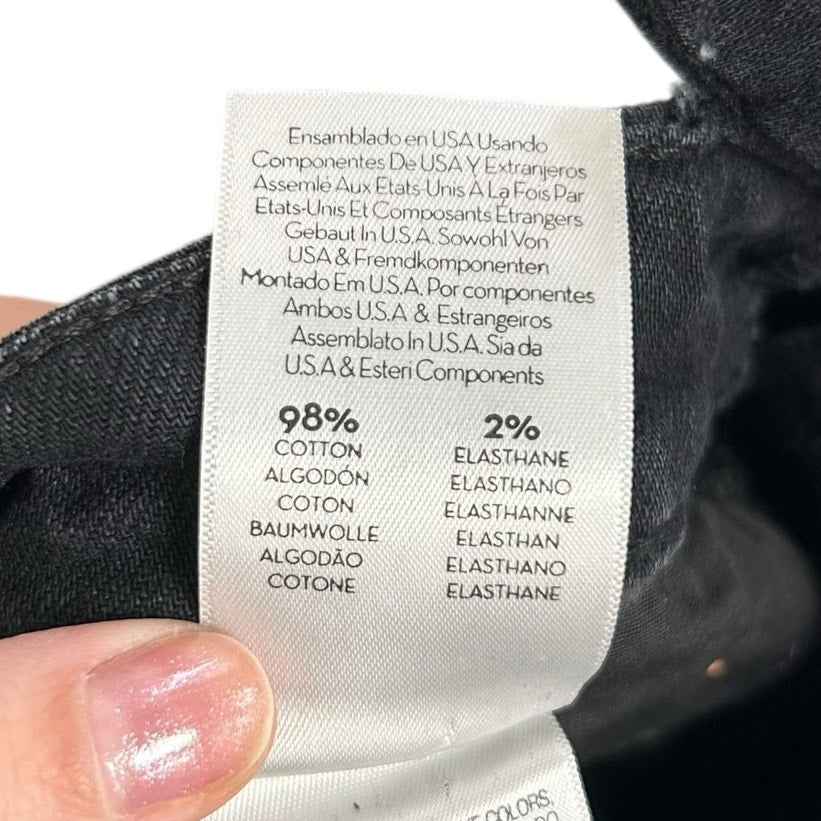 Ensamblado en USA Usando
Componentes De USA Y Extranjeros
Assemlé Aux Etats-Unis À La Fois Par
Etats-Unis Et Composants Étrangers
Gebaut In U.S.A. Sowohl Von
USA & Fremdkomponenten
Montado Em U.S.A. Por componentes
Ambos U.S.A & Estrangeiros
Assemblato In U.S.A. Sia da
U.S.A & Esteri Components
98% 2%
COTTON ELASTHANE
ALGODÓN ELASTHANO
COTON ELASTHANNE
BAUMWOLLE ELASTHAN
ALGODÃO ELASTHANO
COTONE ELASTHANE
COLORS,